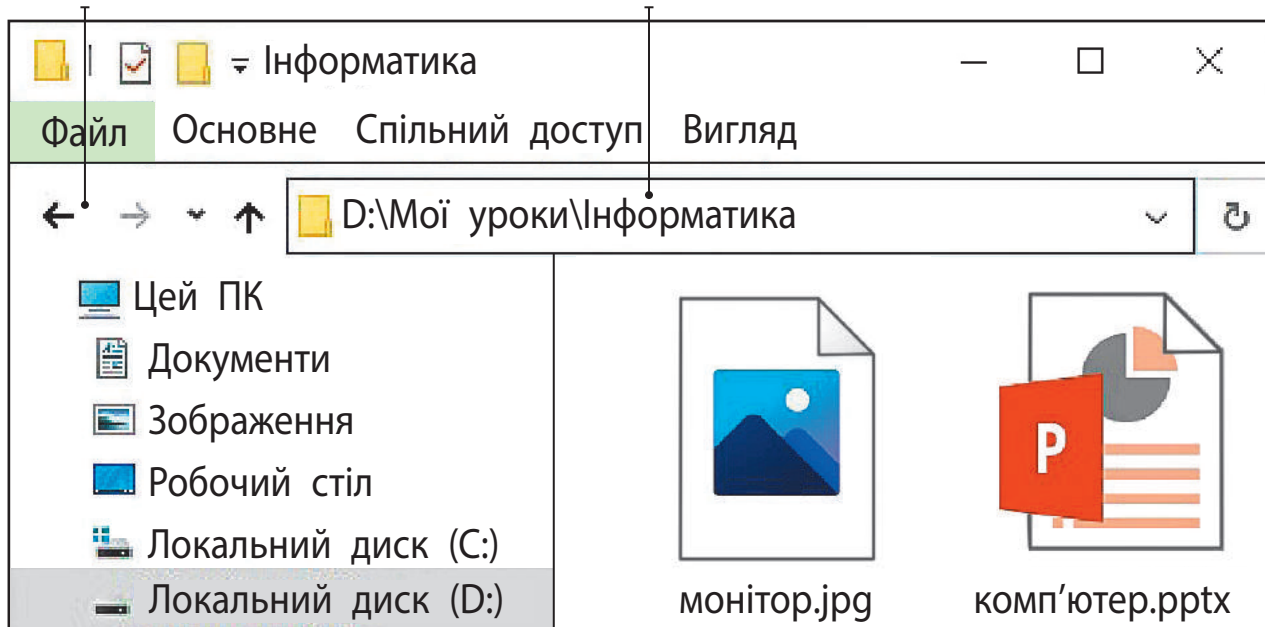 Інформатика
Файл Основне Спільний доступ Вигляд
D:\Мої уроки\Інформатика
Цей ПК
Документи
Зображення
Робочий стіл
Локальний диск (C:)
Локальний диск (D:)
P
монітор.jpg комп’ютер.pptx